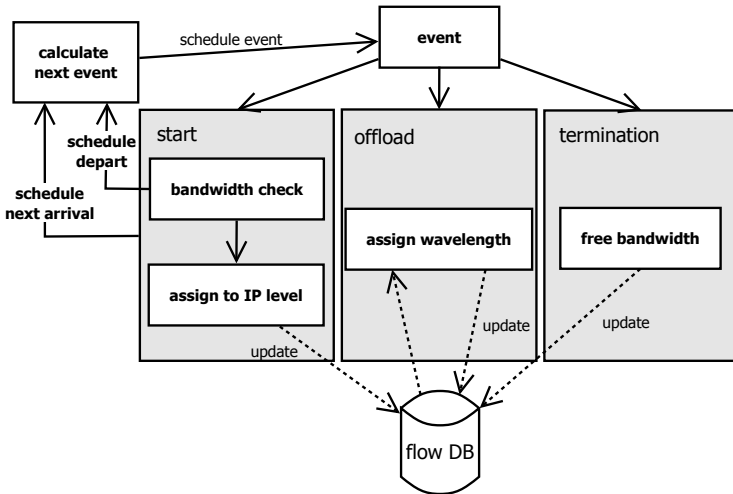 calculate
next event
schedule event
event
start
offload
termination
schedule
depart
bandwidth check
schedule
next arrival
assign wavelength
free bandwidth
assign to IP level
update
update
update
flow DB